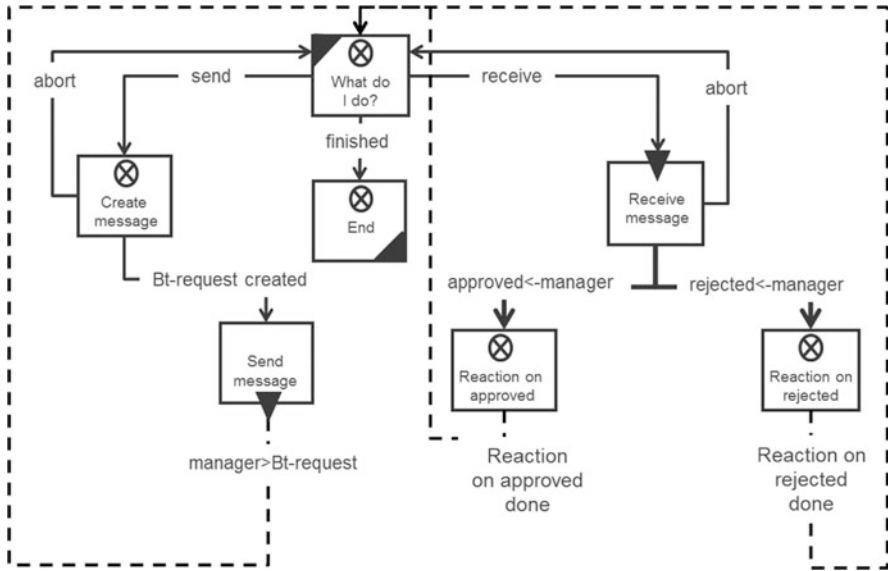 What do
I do?
abort
send
receive
abort
finished
Create
message
End
Receive
message
Bt-request created
approved<-manager
rejected<-manager
Send
message
Reaction on
approved
Reaction on
rejected
manager>Bt-request
Reaction
on approved
done
Reaction on
rejected
done